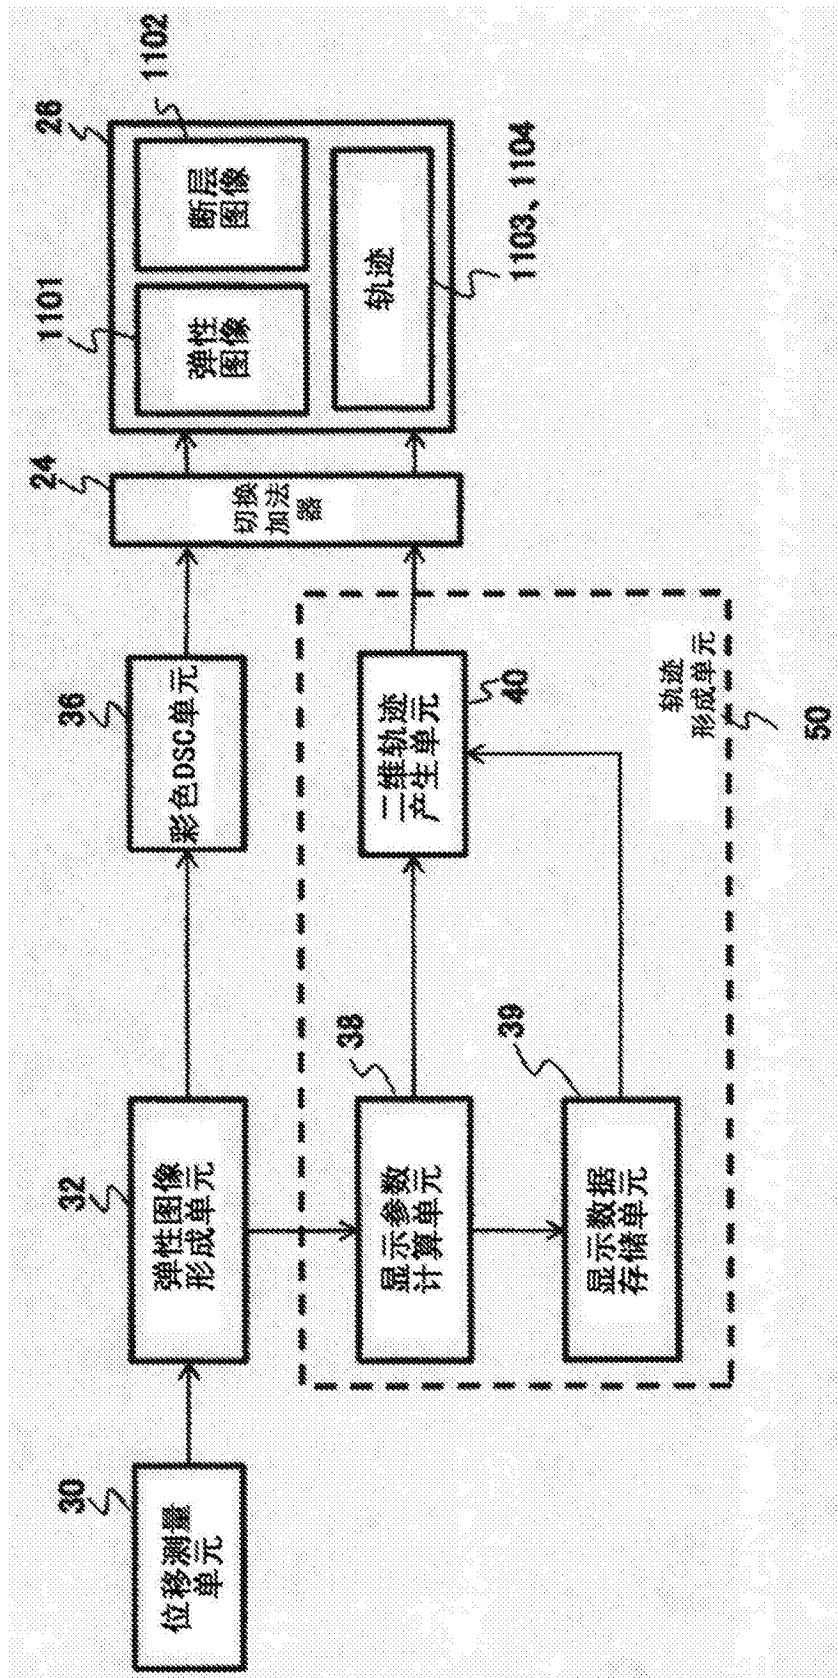 30
位移测量
单元
32
弹性图像
形成单元
36
彩色DSC单元
24
切换
加法
器
26
1101
弹性
图像
1102
断层
图像
轨迹
1103、1104
38
显示参数
计算单元
39
显示数据
存储单元
二维轨迹
产生单元
40
轨迹
形成单元
50